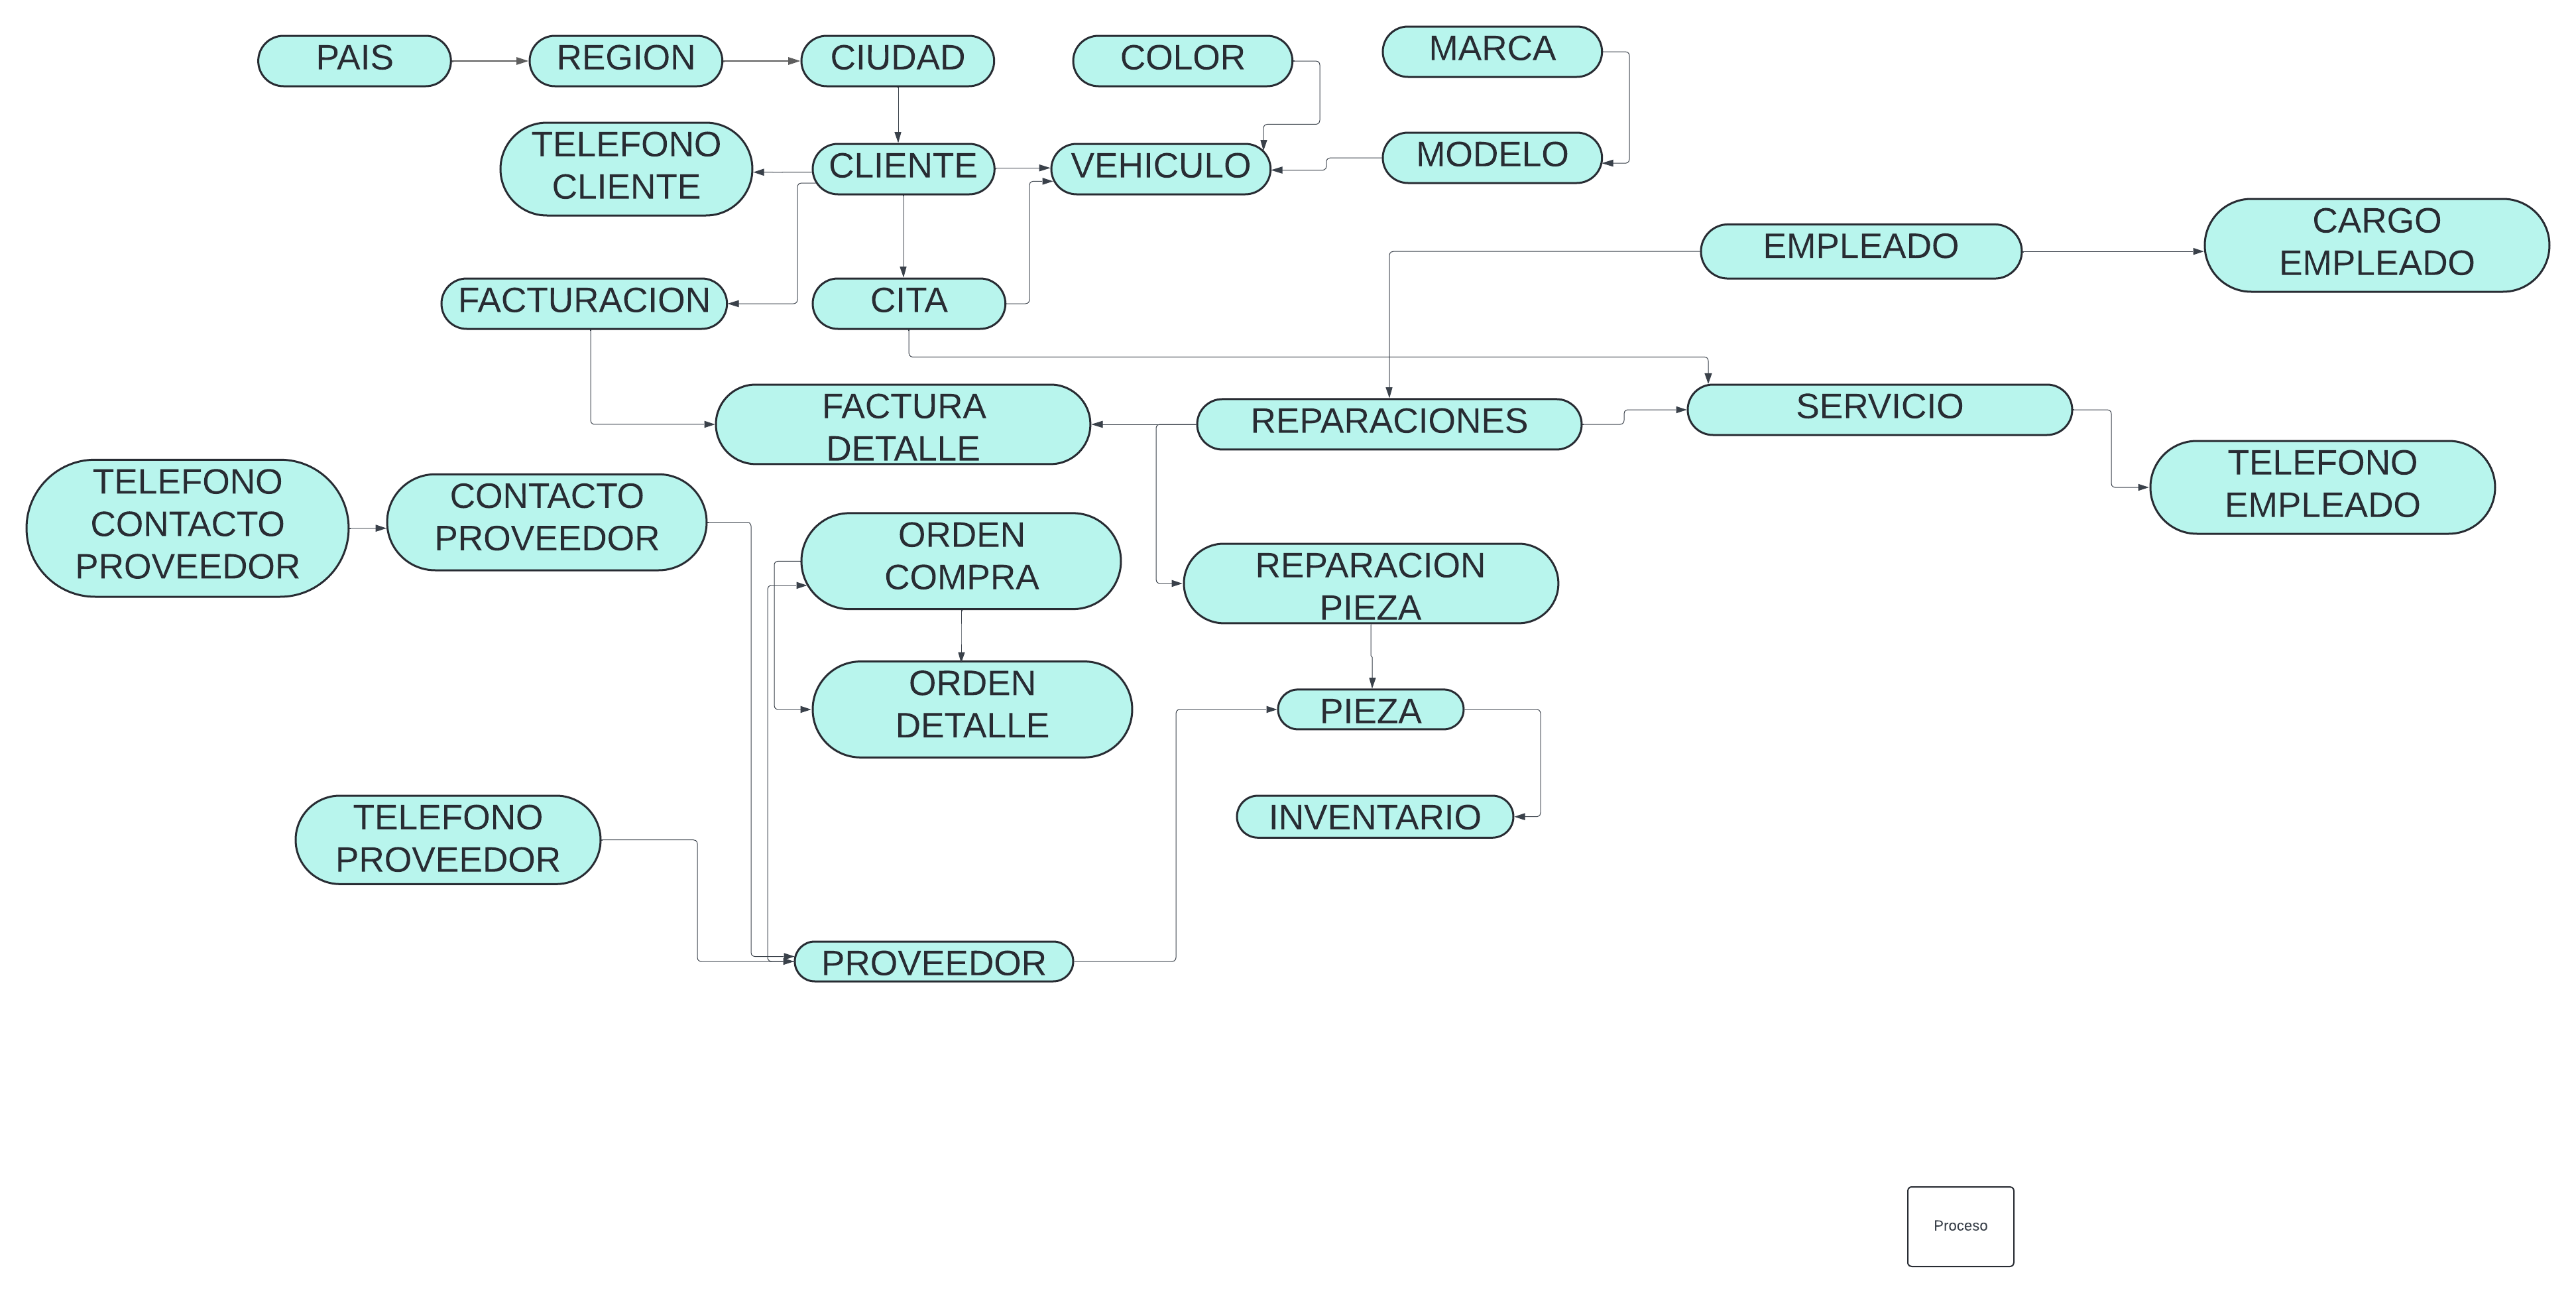 PAIS
REGION
CIUDAD
COLOR
MARCA
TELEFONO
CLIENTE
CLIENTE
VEHICULO
MODELO
EMPLEADO
CARGO
EMPLEADO
FACTURACION
CITA
FACTURA
DETALLE
REPARACIONES
SERVICIO
TELEFONO
CONTACTO
PROVEEDOR
CONTACTO
PROVEEDOR
TELEFONO
EMPLEADO
ORDEN
COMPRA
REPARACION
PIEZA
ORDEN
DETALLE
PIEZA
TELEFONO
PROVEEDOR
INVENTARIO
PROVEEDOR
Proceso